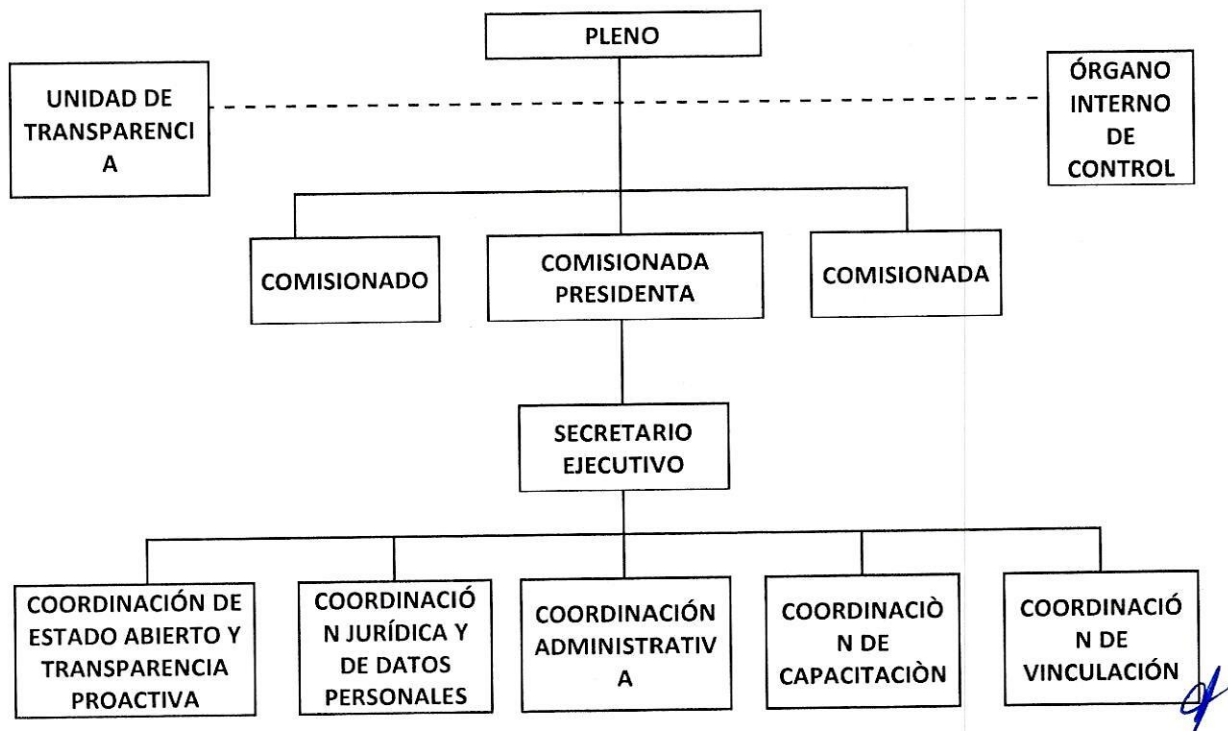 PLENO
UNIDAD DE
TRANSPARENCI
A
ÓRGANO
INTERNO
DE
CONTROL
COMISIONADO
COMISIONADA
PRESIDENTA
COMISIONADA
SECRETARIO
EJECUTIVO
COORDINACIÓN DE
ESTADO ABIERTO Y
TRANSPARENCIA
PROACTIVA
COORDINACIÓ
N JURÍDICA Y
DE DATOS
PERSONALES
COORDINACIÓN
ADMINISTRATIV
A
COORDINACIÒ
N DE
CAPACITACIÒN
COORDINACIÓ
N DE
VINCULACIÓN